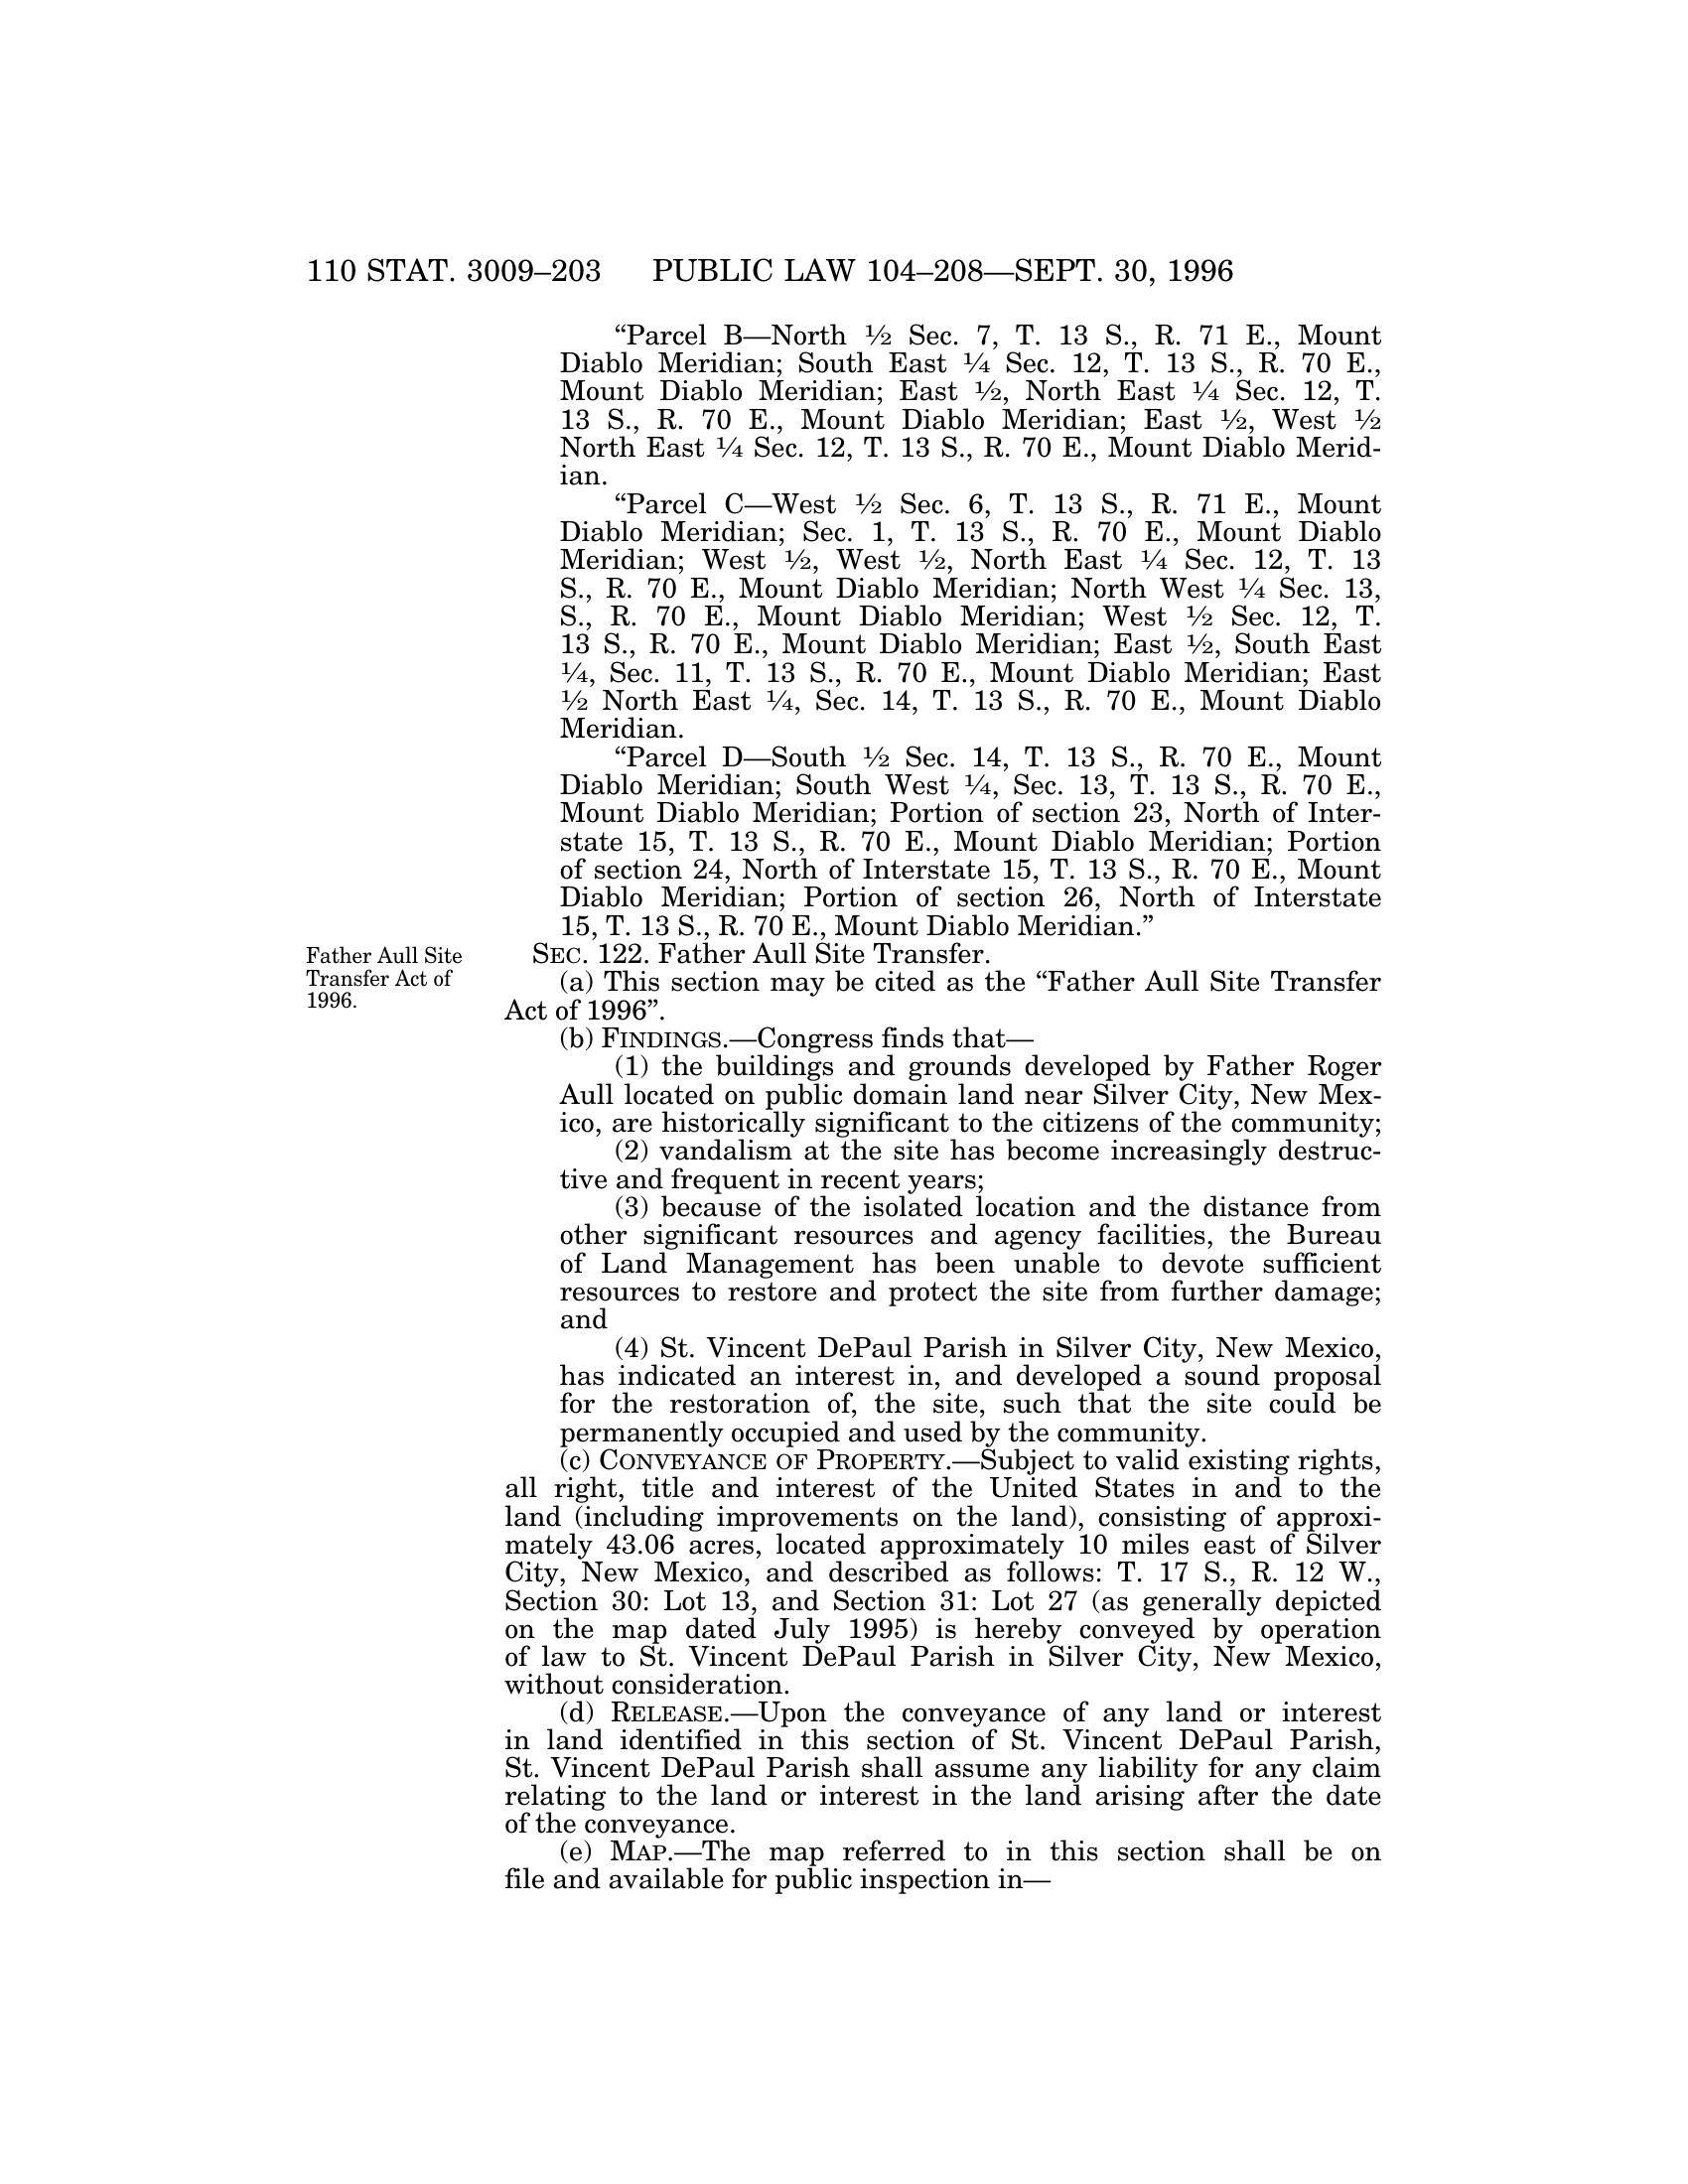 110 STAT. 3009–203 PUBLIC LAW 104–208—SEPT. 30, 1996
“Parcel B—North ½ Sec. 7, T. 13 S., R. 71 E., Mount
Diablo Meridian; South East ¼ Sec. 12, T. 13 S., R. 70 E.,
Mount Diablo Meridian; East ½, North East ¼ Sec. 12, T.
13 S., R. 70 E., Mount Diablo Meridian; East ½, West ½
North East ¼ Sec. 12, T. 13 S., R. 70 E., Mount Diablo Merid-
ian.
“Parcel C—West ½ Sec. 6, T. 13 S., R. 71 E., Mount
Diablo Meridian; Sec. 1, T. 13 S., R. 70 E., Mount Diablo
Meridian; West ½, West ½, North East ¼ Sec. 12, T. 13
S., R. 70 E., Mount Diablo Meridian; North West ¼ Sec. 13,
S., R. 70 E., Mount Diablo Meridian; West ½ Sec. 12, T.
13 S., R. 70 E., Mount Diablo Meridian; East ½, South East
¼, Sec. 11, T. 13 S., R. 70 E., Mount Diablo Meridian; East
½ North East ¼, Sec. 14, T. 13 S., R. 70 E., Mount Diablo
Meridian.
“Parcel D—South ½ Sec. 14, T. 13 S., R. 70 E., Mount
Diablo Meridian; South West ¼, Sec. 13, T. 13 S., R. 70 E.,
Mount Diablo Meridian; Portion of section 23, North of Inter-
state 15, T. 13 S., R. 70 E., Mount Diablo Meridian; Portion
of section 24, North of Interstate 15, T. 13 S., R. 70 E., Mount
Diablo Meridian; Portion of section 26, North of Interstate
15, T. 13 S., R. 70 E., Mount Diablo Meridian.”
Father Aull Site
Transfer Act of
1996.
SEC. 122. Father Aull Site Transfer.
(a) This section may be cited as the “Father Aull Site Transfer
Act of 1996”.
(b) FINDINGS.—Congress finds that—
(1) the buildings and grounds developed by Father Roger
Aull located on public domain land near Silver City, New Mex-
ico, are historically significant to the citizens of the community;
(2) vandalism at the site has become increasingly destruc-
tive and frequent in recent years;
(3) because of the isolated location and the distance from
other significant resources and agency facilities, the Bureau
of Land Management has been unable to devote sufficient
resources to restore and protect the site from further damage;
and
(4) St. Vincent DePaul Parish in Silver City, New Mexico,
has indicated an interest in, and developed a sound proposal
for the restoration of, the site, such that the site could be
permanently occupied and used by the community.
(c) CONVEYANCE OF PROPERTY.—Subject to valid existing rights,
all right, title and interest of the United States in and to the
land (including improvements on the land), consisting of approxi-
mately 43.06 acres, located approximately 10 miles east of Silver
City, New Mexico, and described as follows: T. 17 S., R. 12 W.,
Section 30: Lot 13, and Section 31: Lot 27 (as generally depicted
on the map dated July 1995) is hereby conveyed by operation
of law to St. Vincent DePaul Parish in Silver City, New Mexico,
without consideration.
(d) RELEASE.—Upon the conveyance of any land or interest
in land identified in this section of St. Vincent DePaul Parish,
St. Vincent DePaul Parish shall assume any liability for any claim
relating to the land or interest in the land arising after the date
of the conveyance.
(e) MAP.—The map referred to in this section shall be on
file and available for public inspection in—